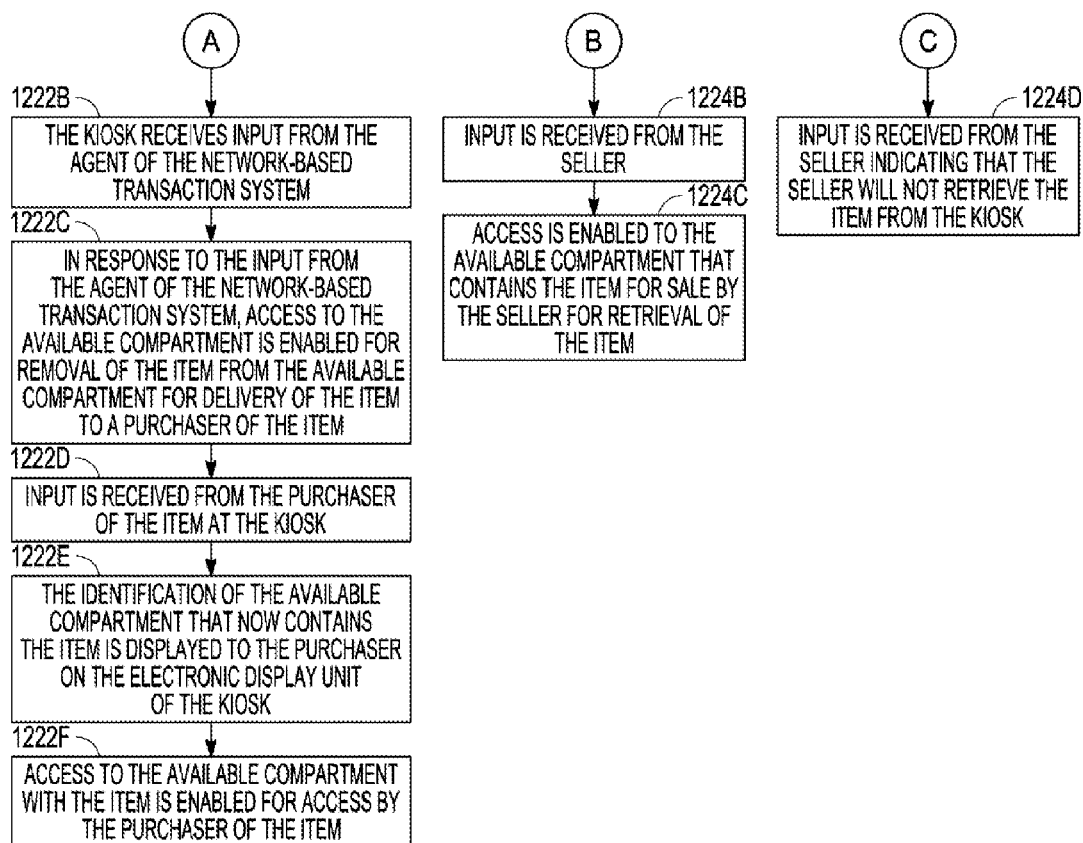 A
1222B
THE KIOSK RECEIVES INPUT FROM THE
AGENT OF THE NETWORK-BASED
TRANSACTION SYSTEM
1222C
IN RESPONSE TO THE INPUT FROM
THE AGENT OF THE NETWORK-BASED
TRANSACTION SYSTEM, ACCESS TO THE
AVAILABLE COMPARTMENT IS ENABLED FOR
REMOVAL OF THE ITEM FROM THE AVAILABLE
COMPARTMENT FOR DELIVERY OF THE ITEM
TO A PURCHASER OF THE ITEM
1222D
INPUT IS RECEIVED FROM THE PURCHASER
OF THE ITEM AT THE KIOSK
1222E
THE IDENTIFICATION OF THE AVAILABLE
COMPARTMENT THAT NOW CONTAINS
THE ITEM IS DISPLAYED TO THE PURCHASER
ON THE ELECTRONIC DISPLAY UNIT
OF THE KIOSK
1222F
ACCESS TO THE AVAILABLE COMPARTMENT
WITH THE ITEM IS ENABLED FOR ACCESS BY
THE PURCHASER OF THE ITEM
B
1224B
INPUT IS RECEIVED FROM THE
SELLER
1224C
ACCESS IS ENABLED TO THE
AVAILABLE COMPARTMENT THAT
CONTAINS THE ITEM FOR SALE BY
THE SELLER FOR RETRIEVAL OF
THE ITEM
C
1224D
INPUT IS RECEIVED FROM THE
SELLER INDICATING THAT THE
SELLER WILL NOT RETRIEVE THE
ITEM FROM THE KIOSK